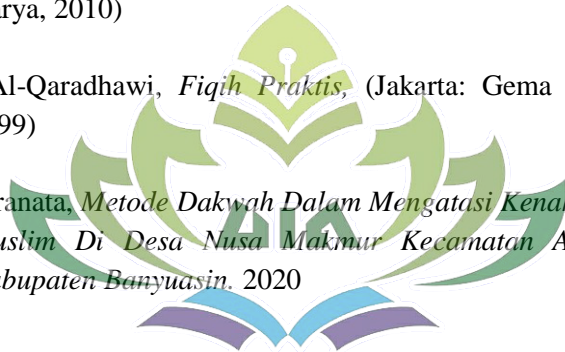 arya, 2010)
Al-Qaradhawi, Fiqih Praktis, (Jakarta: Gema
99)
ranata, Metode Dakwah Dalam Mengatasi Kenal
uslim Di Desa Nusa Makmur Kecamatan A
abupaten Banyuasin. 2020